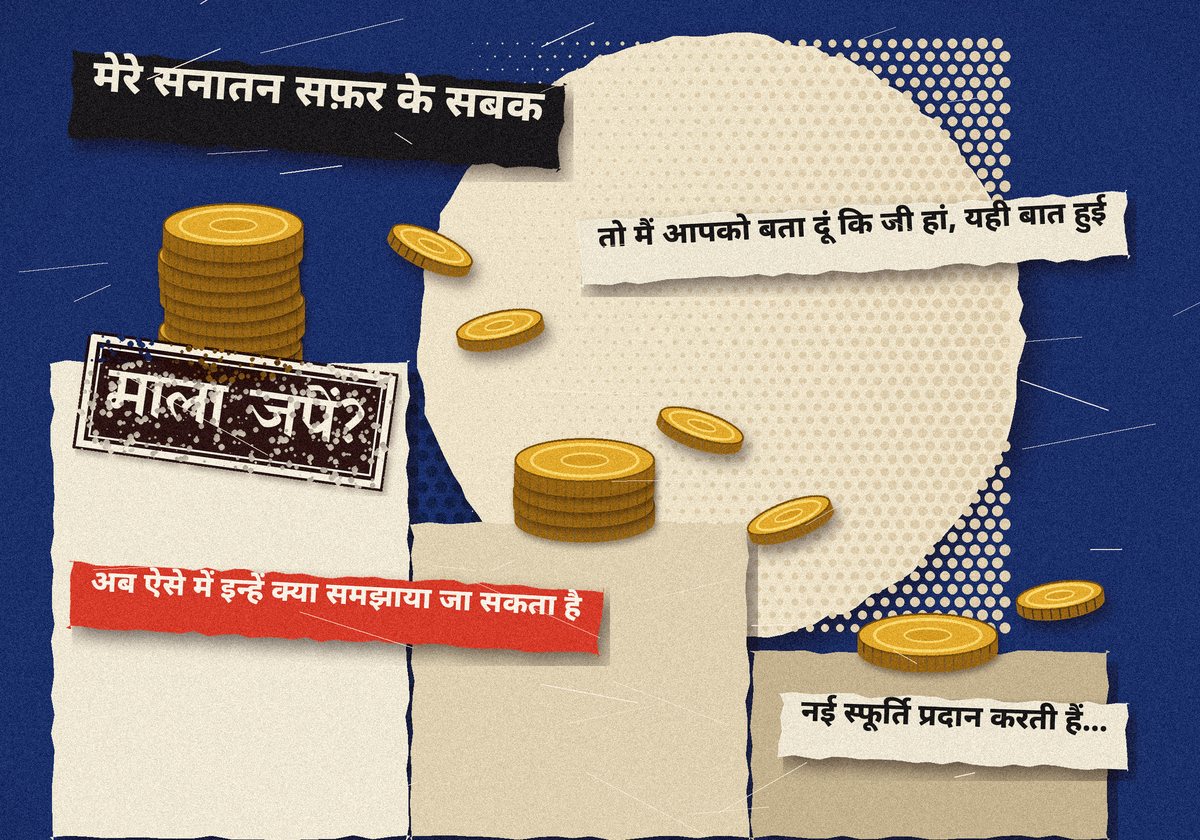 मेरे सनातन सफ़र के सबक
तो मैं आपको बता दूं कि जी हां, यही बात हुई
माला जपें?
अब ऐसे में इन्हें क्या समझाया जा सकता है
नई स्फूर्ति प्रदान करती हैं...